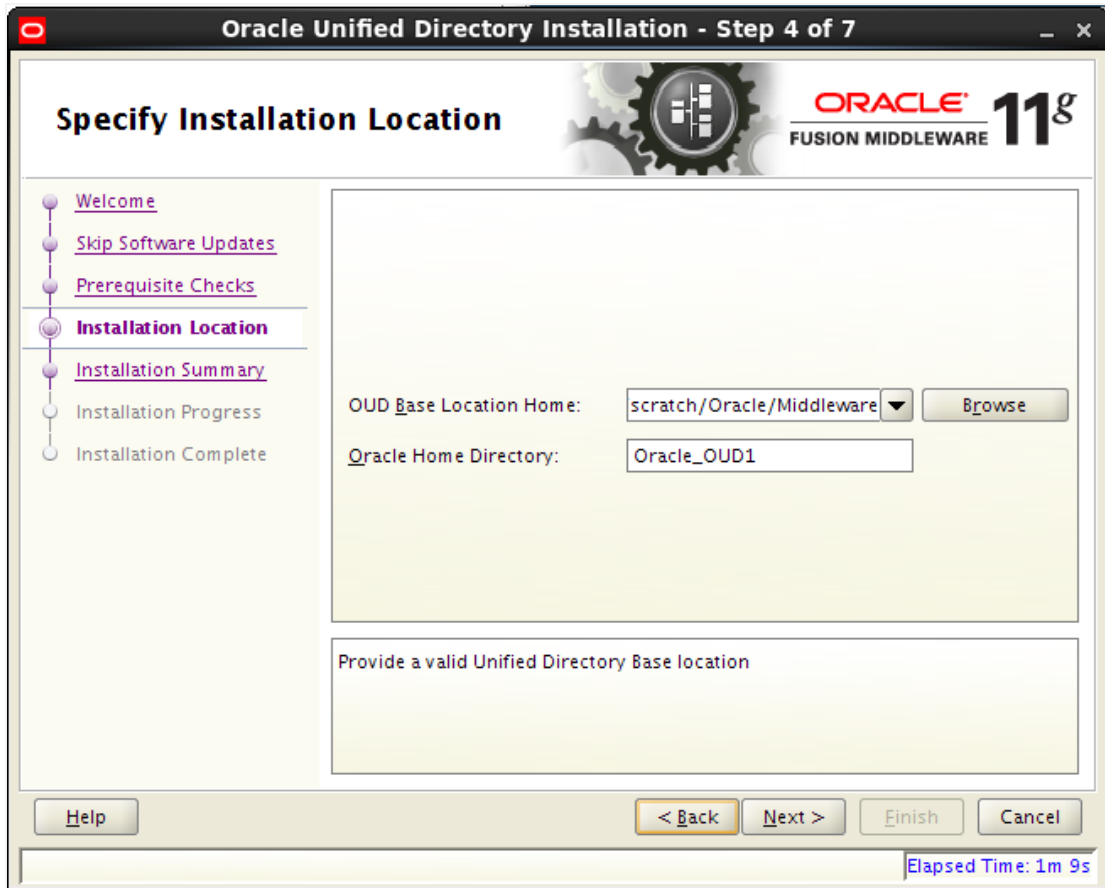 Oracle Unified Directory Installation - Step 4 of 7
Specify Installation Location
ORACLE
FUSION MIDDLEWARE 11g
Welcome
Skip Software Updates
Prerequisite Checks
Installation Location
Installation Summary
Installation Progress
Installation Complete
OUD Base Location Home: scratch/Oracle/Middleware Browse
Oracle Home Directory: Oracle_OUD1
Provide a valid Unified Directory Base location
Help < Back Next > Finish Cancel
Elapsed Time: 1m 9s